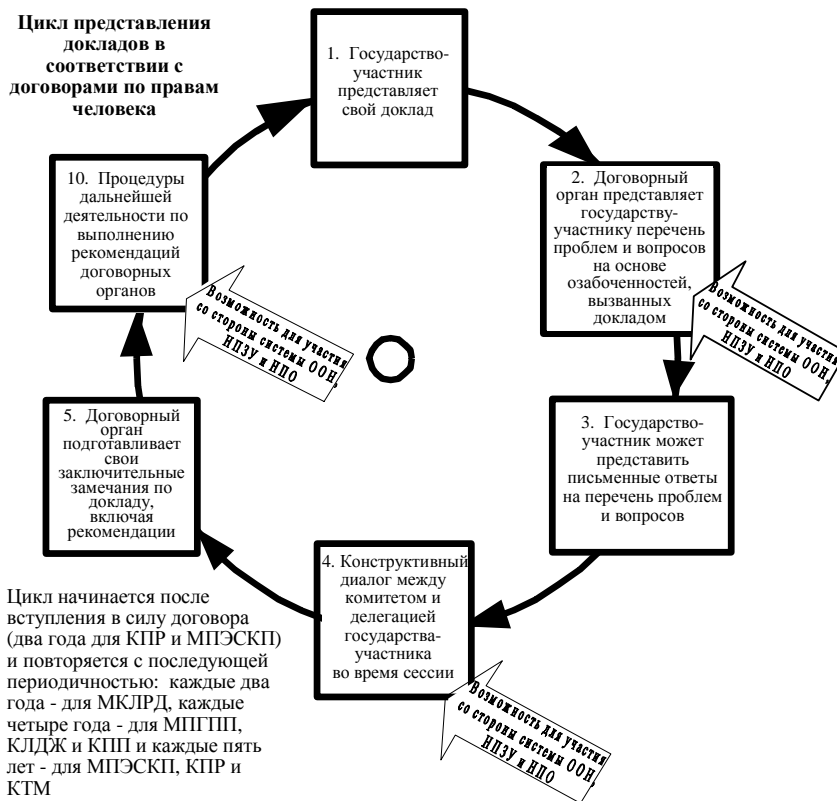 Цикл представления
докладов в
соответствии с
договорами по правам
человека
1. Государство-
участник
представляет
свой доклад
2. Договорный
орган представляет
государству-
участнику перечень
проблем и вопросов
на основе
озабоченностей,
вызванных
докладом
Возможность для участия
со стороны системы ООН,
НПЗУ и НПО
3. Государство-
участник может
представить
письменные ответы
на перечень проблем
и вопросов
4. Конструктивный
диалог между
комитетом и
делегацией
государства-
участника
во время сессии
Возможность для участия
со стороны системы ООН,
НПЗУ и НПО
5. Договорный
орган
подготавливает
свои
заключительные
замечания по
докладу,
включая
рекомендации
10. Процедуры
дальнейшей
деятельности по
выполнению
рекомендаций
договорных
органов
Возможность для участия
со стороны системы ООН,
НПЗУ и НПО
Цикл начинается после
вступления в силу договора
(два года для КПР и МПЭСКП)
и повторяется с последующей
периодичностью: каждые два
года - для МКЛРД, каждые
четыре года - для МПГПП,
КЛДЖ и КПП и каждые пять
лет - для МПЭСКП, КПР и
КТМ